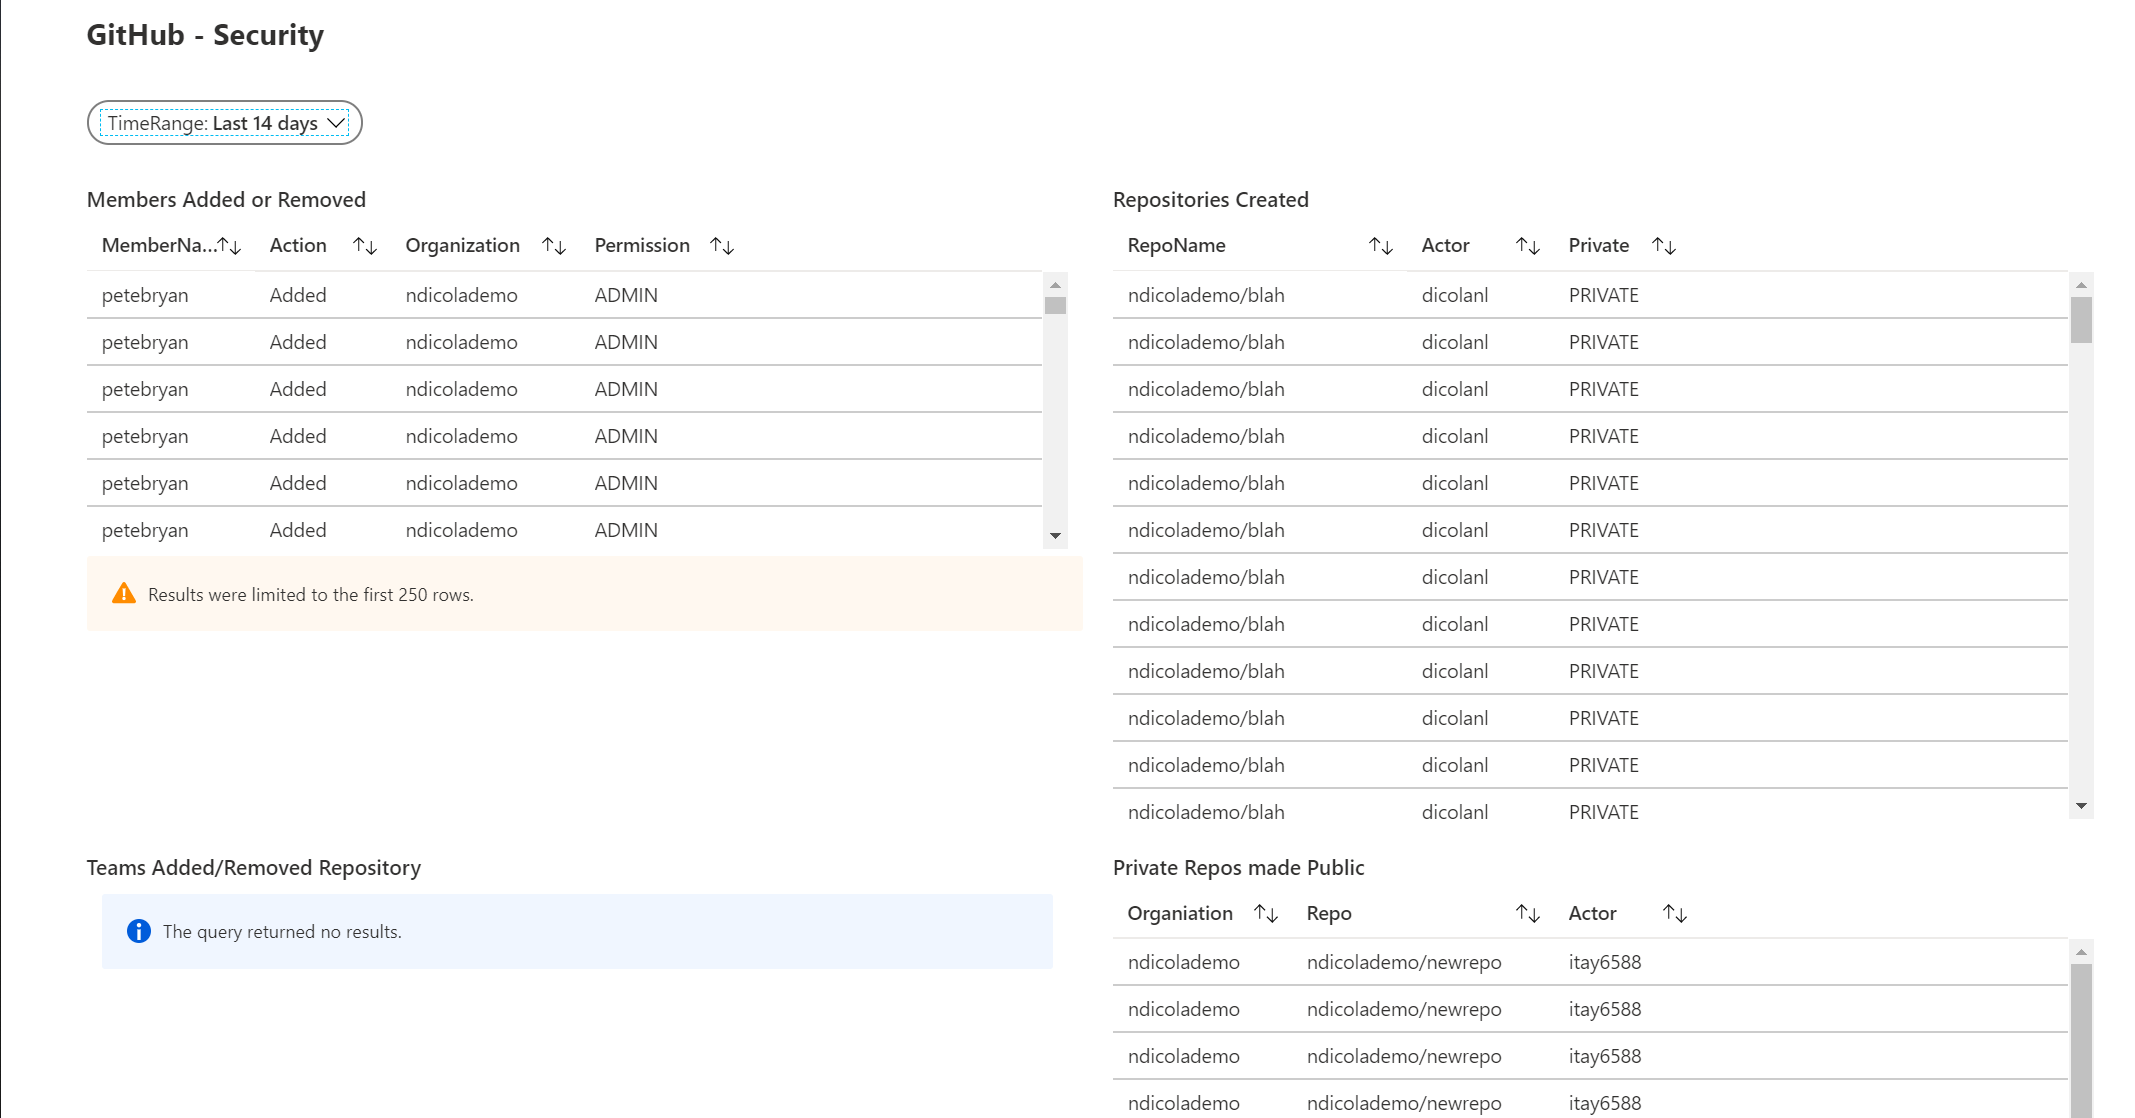 GitHub - Security
TimeRange: Last 14 days
Members Added or Removed
MemberNa... Action Organization Permission
petebryan Added ndicolademo ADMIN
petebryan Added ndicolademo ADMIN
petebryan Added ndicolademo ADMIN
petebryan Added ndicolademo ADMIN
petebryan Added ndicolademo ADMIN
petebryan Added ndicolademo ADMIN
Results were limited to the first 250 rows.
Repositories Created
RepoName Actor Private
ndicolademo/blah dicolanl PRIVATE
ndicolademo/blah dicolanl PRIVATE
ndicolademo/blah dicolanl PRIVATE
ndicolademo/blah dicolanl PRIVATE
ndicolademo/blah dicolanl PRIVATE
ndicolademo/blah dicolanl PRIVATE
ndicolademo/blah dicolanl PRIVATE
ndicolademo/blah dicolanl PRIVATE
ndicolademo/blah dicolanl PRIVATE
ndicolademo/blah dicolanl PRIVATE
ndicolademo/blah dicolanl PRIVATE
ndicolademo/blah dicolanl PRIVATE
Teams Added/Removed Repository
The query returned no results.
Private Repos made Public
Organiation Repo Actor
ndicolademo ndicolademo/newrepo itay6588
ndicolademo ndicolademo/newrepo itay6588
ndicolademo ndicolademo/newrepo itay6588
ndicolademo ndicolademo/newrepo itay6588